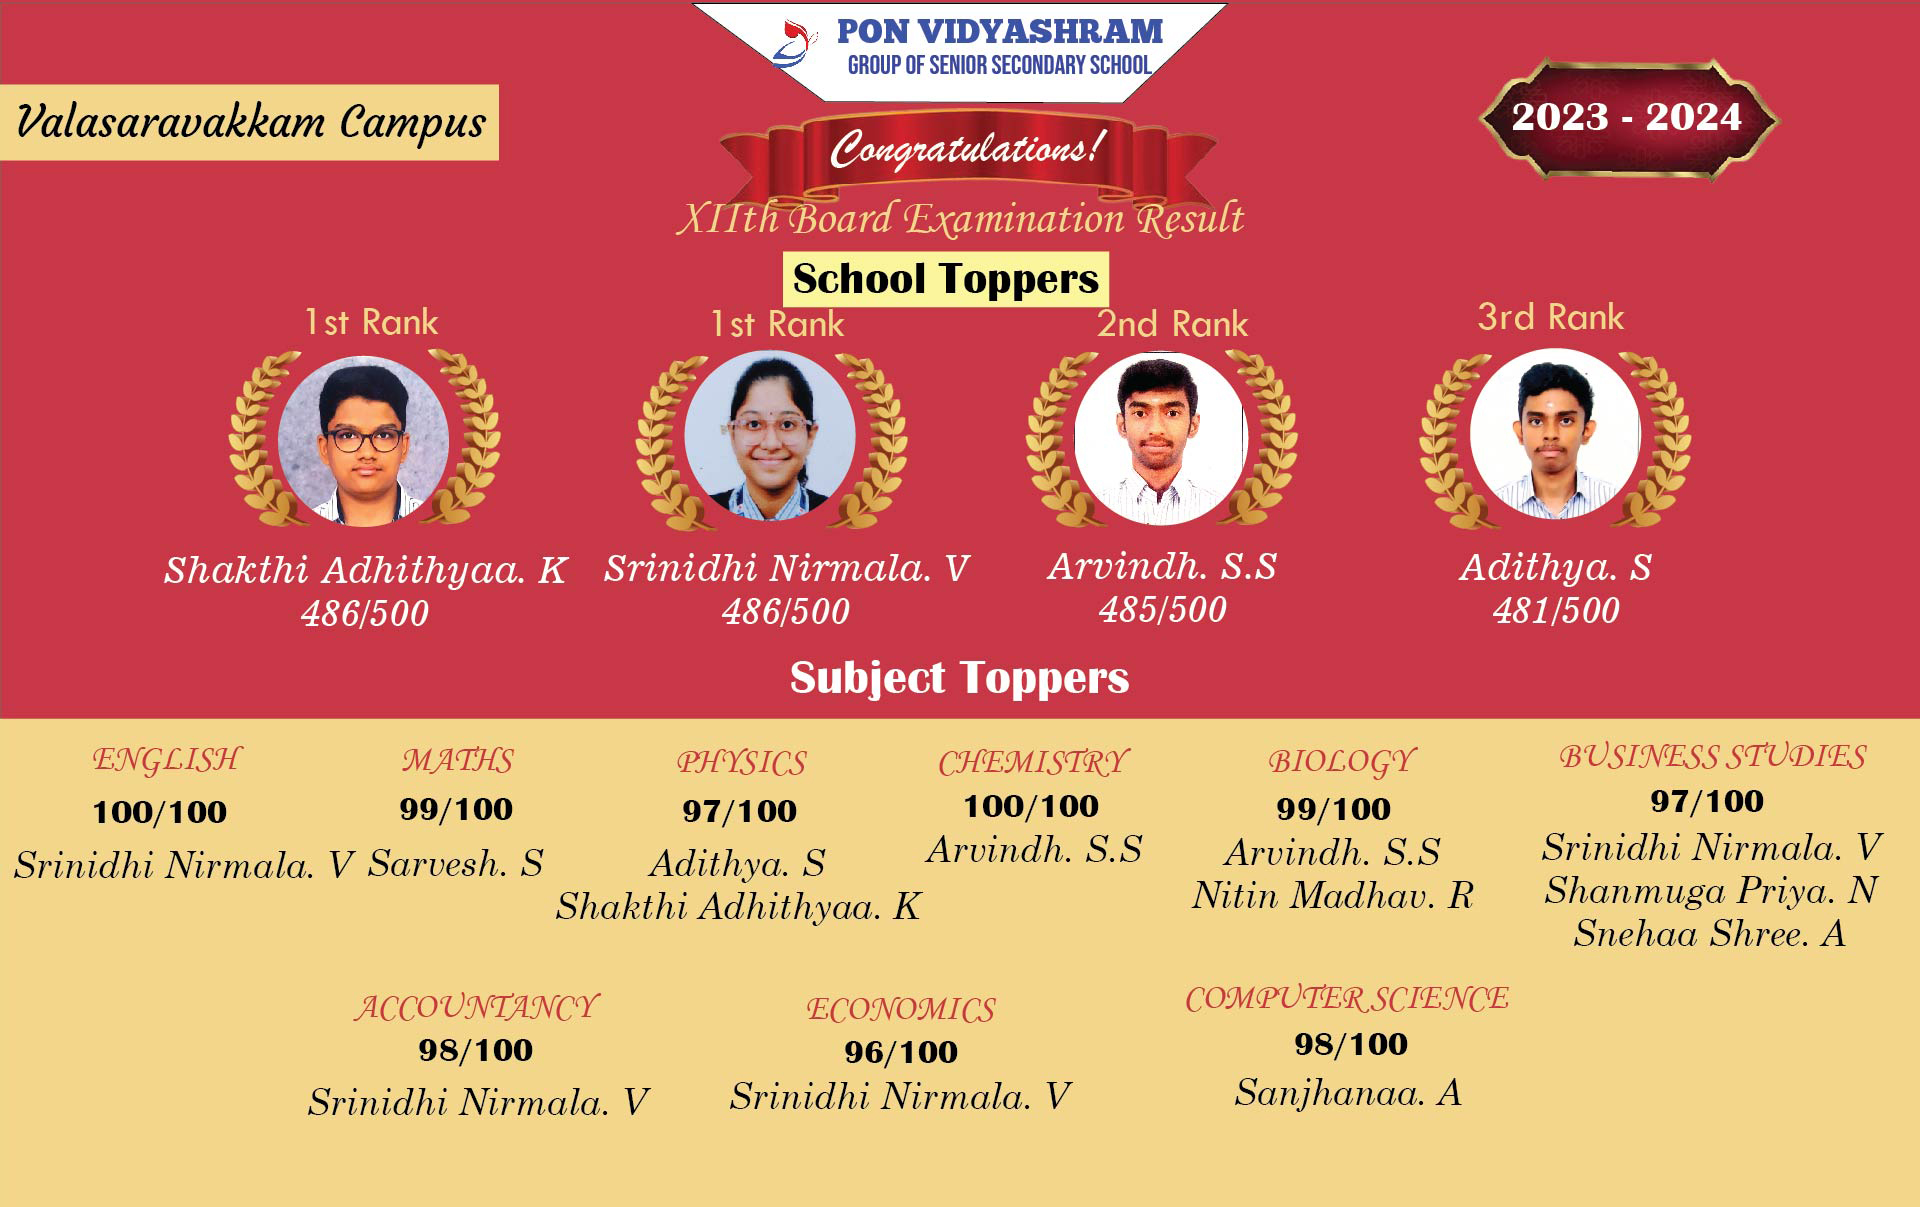 PON VIDYASHRAM
GROUP OF SENIOR SECONDARY SCHOOL
Valasaravakkam Campus
2023 - 2024
Congratulations!
XIIth Board Examination Result
School Toppers
1st Rank
Shakthi Adhithyaa. K
486/500
1st Rank
Srinidhi Nirmala. V
486/500
2nd Rank
Arvindh. S.S
485/500
3rd Rank
Adithya. S
481/500
Subject Toppers
ENGLISH
100/100
Srinidhi Nirmala. V
MATHS
99/100
Sarvesh. S
PHYSICS
97/100
Adithya. S
Shakthi Adhithyaa. K
CHEMISTRY
100/100
Arvindh. S.S
BIOLOGY
99/100
Arvindh. S.S
Nitin Madhav. R
BUSINESS STUDIES
97/100
Srinidhi Nirmala. V
Shanmuga Priya. N
Snehaa Shree. A
ACCOUNTANCY
98/100
Srinidhi Nirmala. V
ECONOMICS
96/100
Srinidhi Nirmala. V
COMPUTER SCIENCE
98/100
Sanjhanaa. A